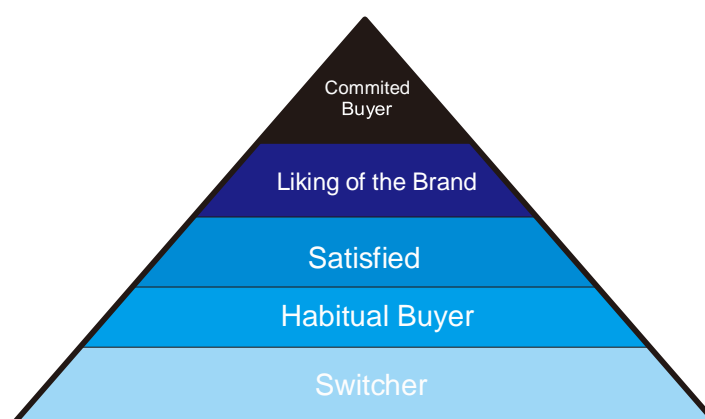 Commited
Buyer
Liking of the Brand
Satisfied
Habitual Buyer
Switcher